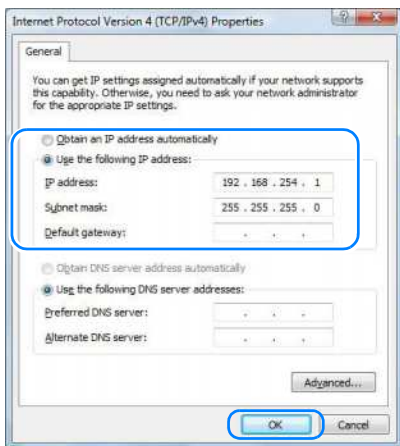 Internet Protocol Version 4 (TCP/IPv4) Properties
General
You can get IP settings assigned automatically if your network supports
this capability. Otherwise, you need to ask your network administrator
for the appropriate IP settings.
Obtain an IP address automatically
Use the following IP address:
IP address: 192 . 168 . 254 . 1
Subnet mask: 255 . 255 . 255 . 0
Default gateway: . . .
Obtain DNS server address automatically
Use the following DNS server addresses:
Preferred DNS server: . . .
Alternate DNS server: . . .
Advanced...
OK Cancel